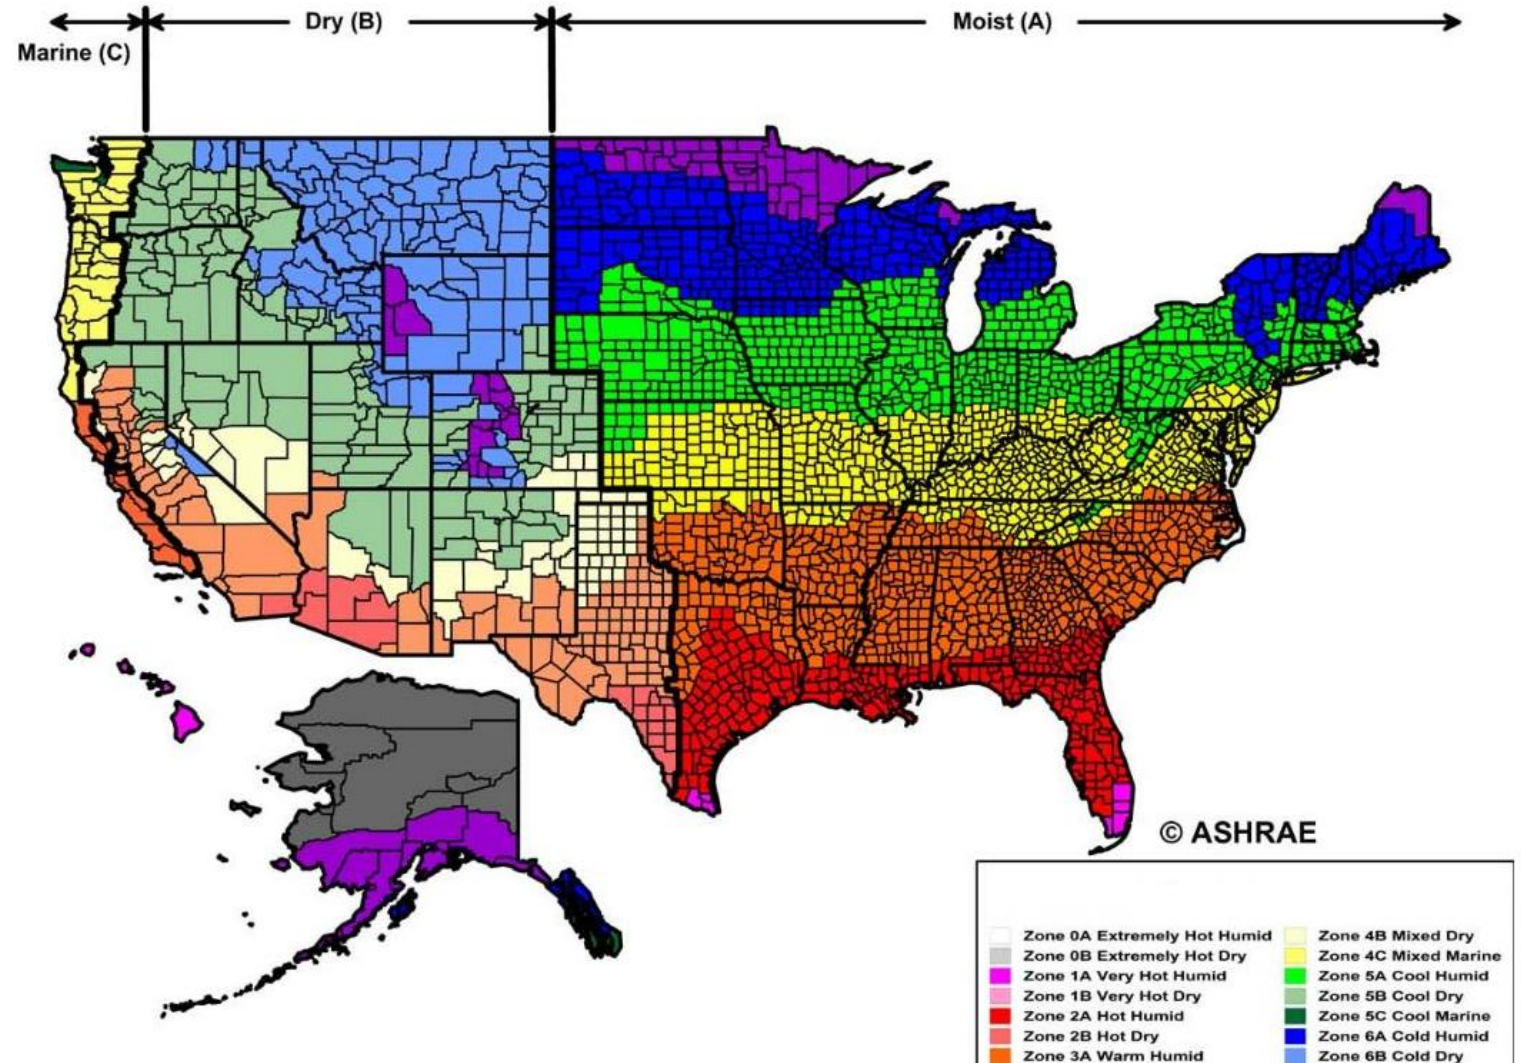 Dry (B)
Moist (A)
Marine (C)
© ASHRAE
Zone 0A Extremely Hot Humid
Zone 0B Extremely Hot Dry
Zone 1A Very Hot Humid
Zone 1B Very Hot Dry
Zone 2A Hot Humid
Zone 2B Hot Dry
Zone 3A Warm Humid
Zone 4B Mixed Dry
Zone 4C Mixed Marine
Zone 5A Cool Humid
Zone 5B Cool Dry
Zone 5C Cool Marine
Zone 6A Cold Humid
Zone 6B Cold Dry